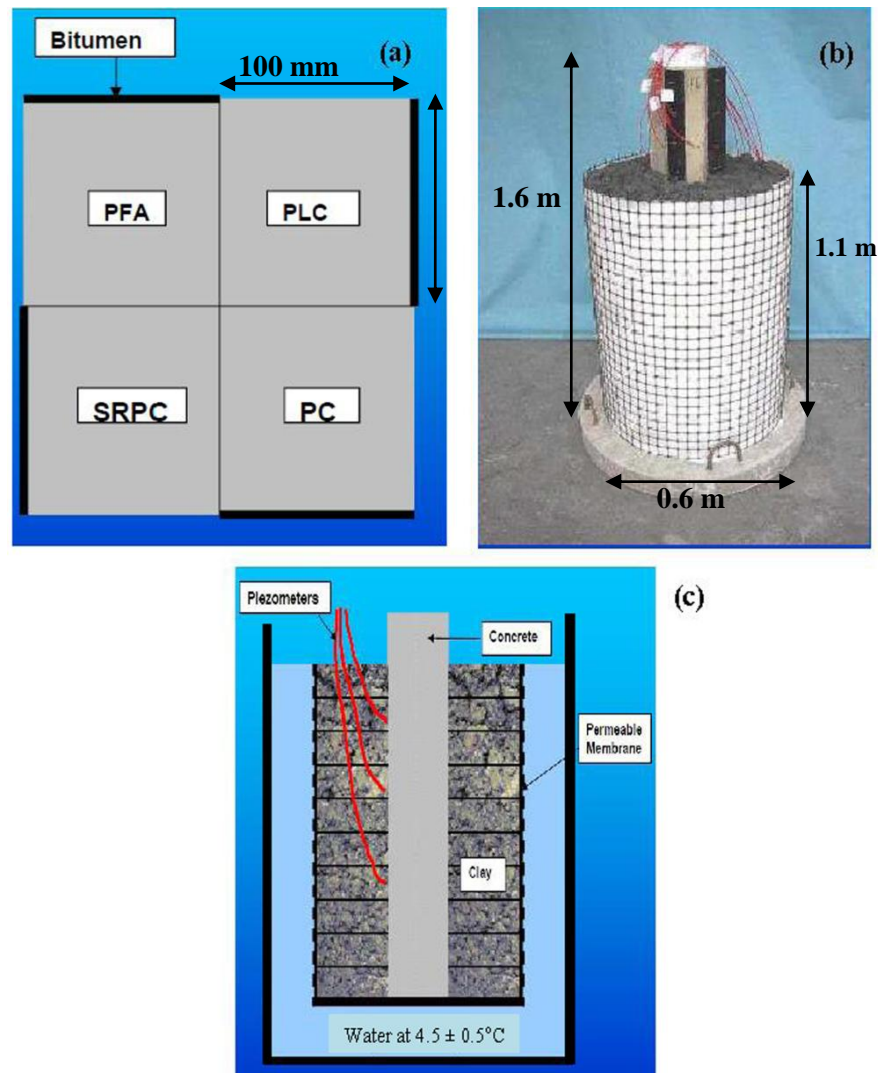 Bitumen
(a)
100 mm
PFA
PLC
SRPC
PC
(b)
1.6 m
1.1 m
0.6 m
(c)
Piezometers
Concrete
Permeable
Membrane
Clay
Water at 4.5 ± 0.5°C